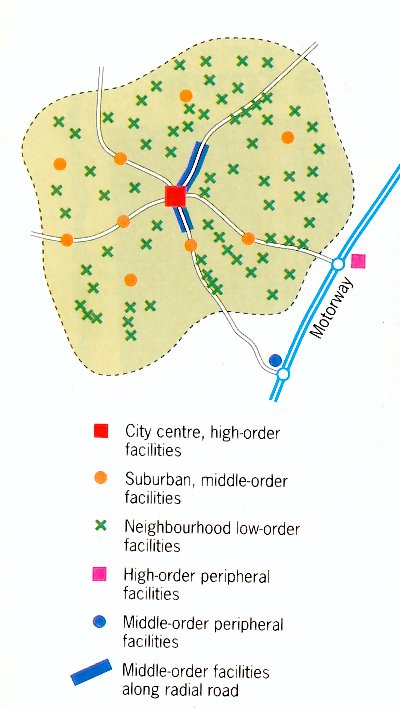 Motorway
City centre, high-order
facilities
Suburban, middle-order
facilities
Neighbourhood low-order
facilities
High-order peripheral
facilities
Middle-order peripheral
facilities
Middle-order facilities
along radial road